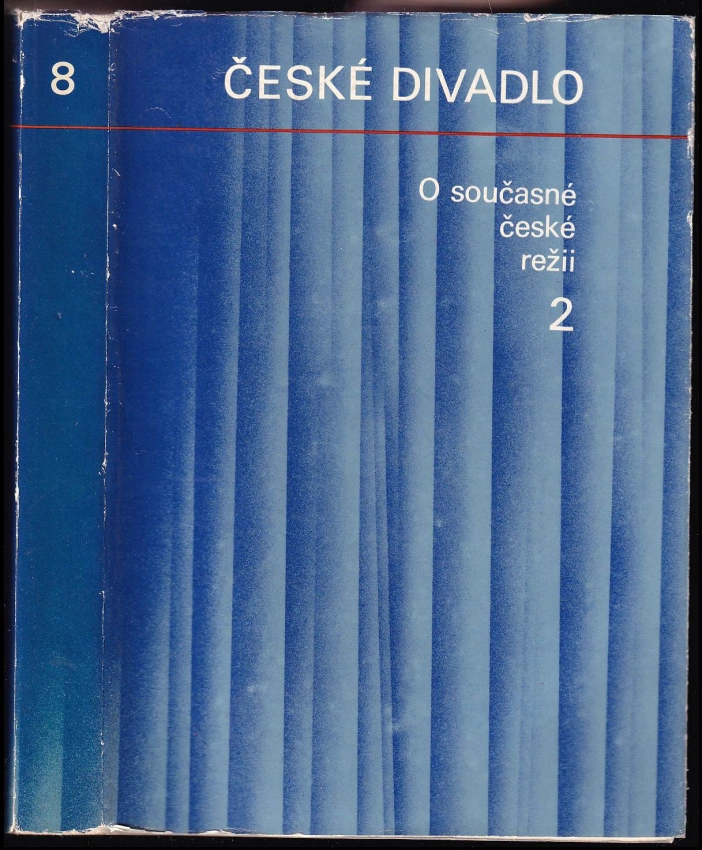 8
ČESKÉ DIVADLO
O současné
české
režii
2